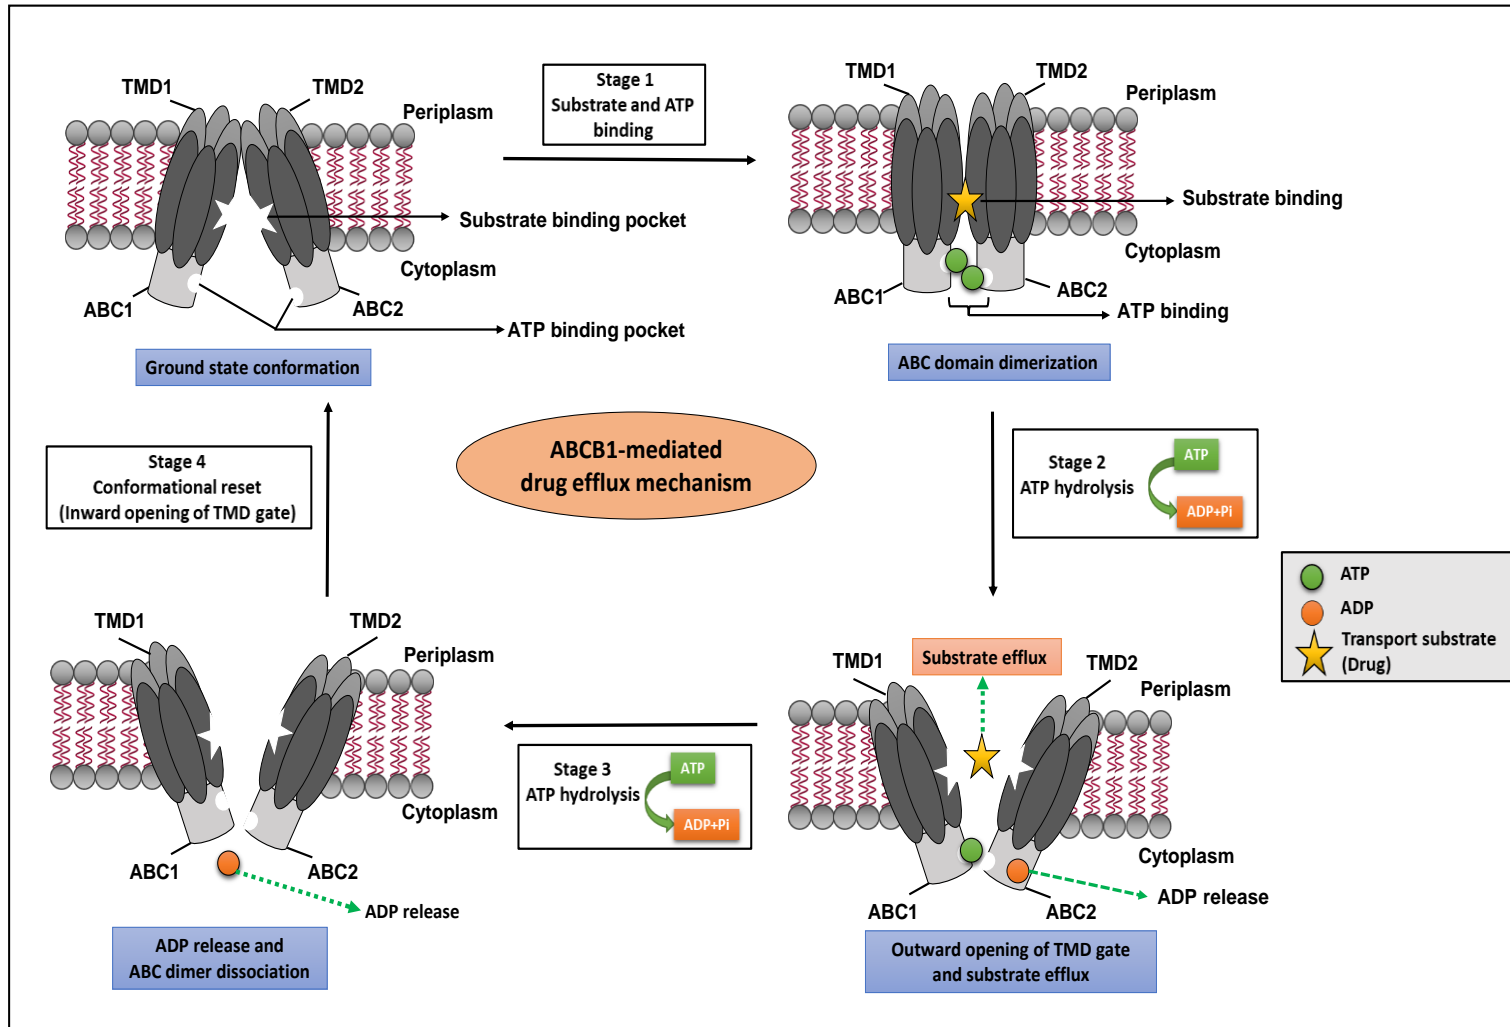 TMD1
TMD2
Periplasm
Substrate binding pocket
Cytoplasm
ABC1
ABC2
ATP binding pocket
Ground state conformation
Stage 1
Substrate and ATP
binding
TMD1
TMD2
Periplasm
Substrate binding
Cytoplasm
ABC1
ABC2
ATP binding
ABC domain dimerization
Stage 4
Conformational reset
(Inward opening of TMD gate)
ABCB1-mediated
drug efflux mechanism
Stage 2
ATP hydrolysis
ATP
ADP+Pi
ATP
ADP
Transport substrate
(Drug)
TMD1
TMD2
Periplasm
Cytoplasm
ABC1
ABC2
ADP release
ADP release and
ABC dimer dissociation
Stage 3
ATP hydrolysis
ATP
ADP+Pi
Substrate efflux
TMD1
TMD2
Periplasm
Cytoplasm
ABC1
ABC2
ADP release
Outward opening of TMD gate
and substrate efflux